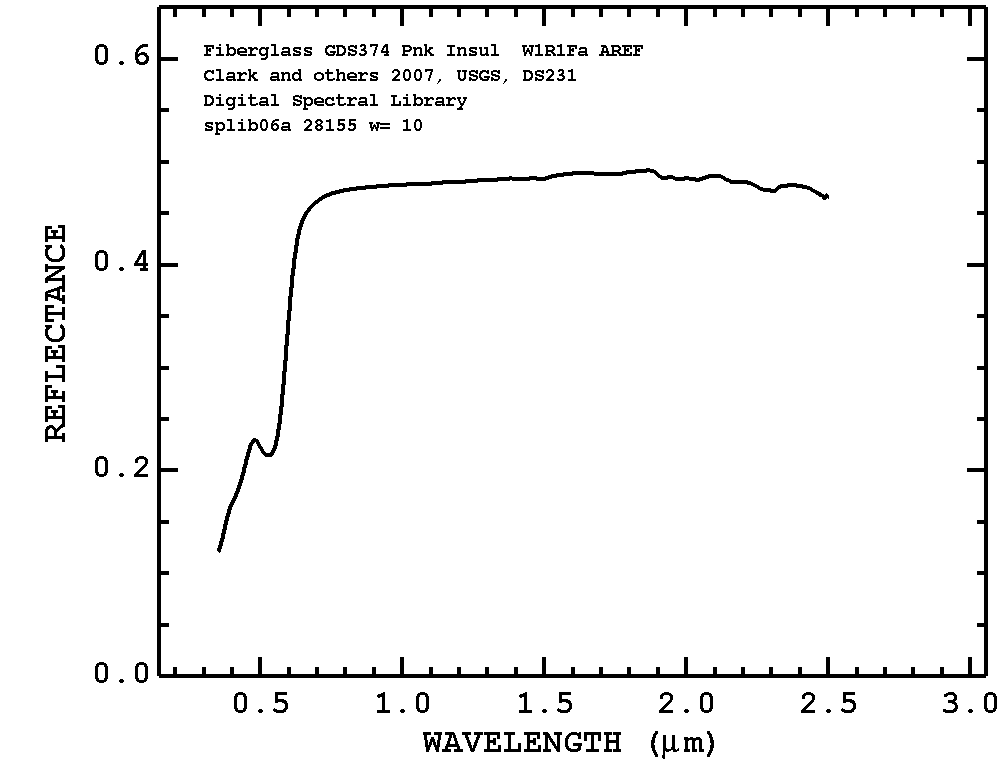 Fiberglass GDS374 Pnk Insul  W1R1Fa AREF
Clark and others 2007, USGS, DS231
Digital Spectral Library
splib06a 28155 w= 10
0.6
0.4
0.2
0.0
REFLECTANCE
0.5 1.0 1.5 2.0 2.5 3.0
WAVELENGTH (μm)